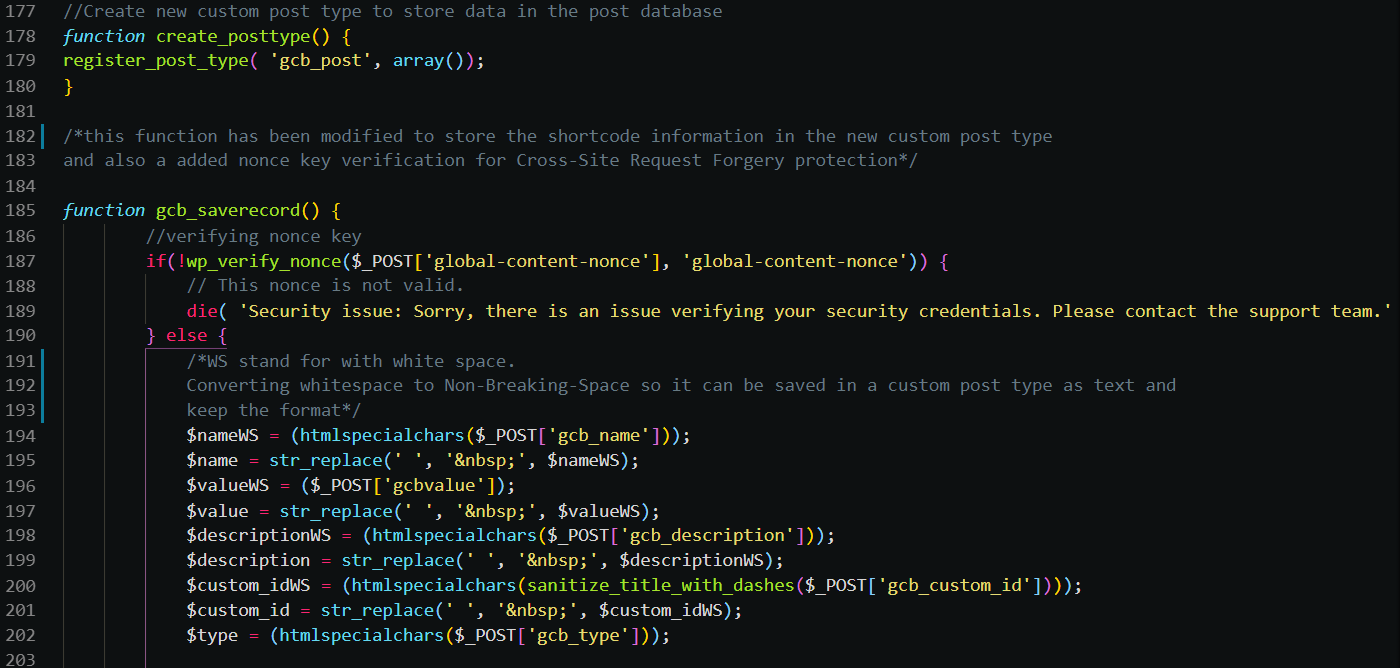 177 //Create new custom post type to store data in the post database
178 function create_posttype() {
179 register_post_type( 'gcb_post', array());
180 }
181
182 /*this function has been modified to store the shortcode information in the new custom post type
183 and also a added nonce key verification for Cross-Site Request Forgery protection*/
184
185 function gcb_saverecord() {
186 //verifying nonce key
187 if(!wp_verify_nonce($_POST['global-content-nonce'], 'global-content-nonce')) {
188 // This nonce is not valid.
189 die( 'Security issue: Sorry, there is an issue verifying your security credentials. Please contact the support team.'
190 } else {
191 /*WS stand for with white space.
192 Converting whitespace to Non-Breaking-Space so it can be saved in a custom post type as text and
193 keep the format*/
194 $nameWS = (htmlspecialchars($_POST['gcb_name']));
195 $name = str_replace(' ', '&nbsp;', $nameWS);
196 $valueWS = ($_POST['gcbvalue']);
197 $value = str_replace(' ', '&nbsp;', $valueWS);
198 $descriptionWS = (htmlspecialchars($_POST['gcb_description']));
199 $description = str_replace(' ', '&nbsp;', $descriptionWS);
200 $custom_idWS = (htmlspecialchars(sanitize_title_with_dashes($_POST['gcb_custom_id'])));
201 $custom_id = str_replace(' ', '&nbsp;', $custom_idWS);
202 $type = (htmlspecialchars($_POST['gcb_type']));
203